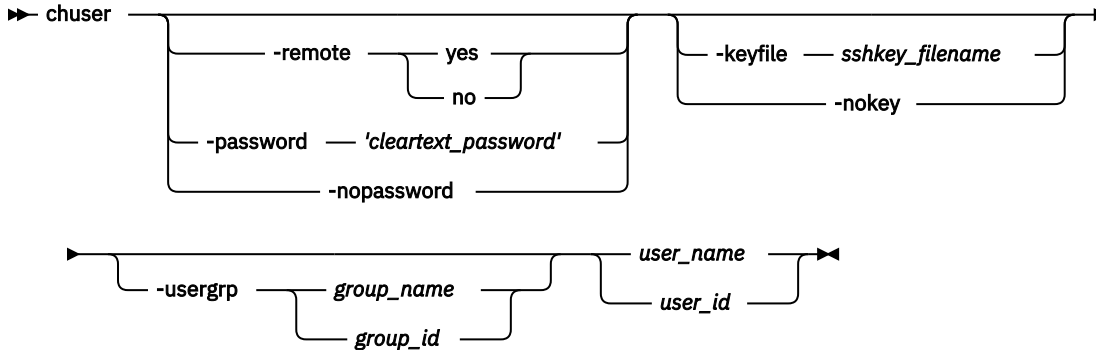 chuser
-remote yes -keyfile sshkey_filename
no -nokey
-password 'cleartext_password'
-nopassword
user_name
-usergrp group_name
user_id
group_id